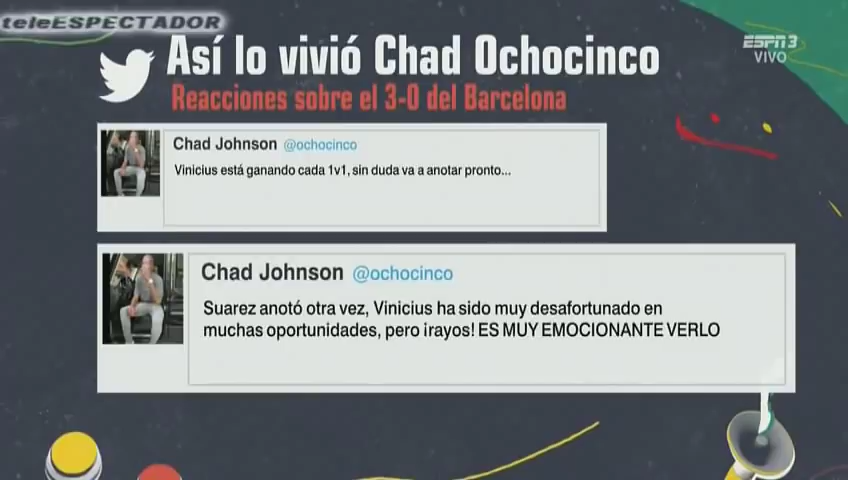 teleESPECTADOR
ESPN3
VIVO
Así lo vivió Chad Ochocinco
Reacciones sobre el 3-0 del Barcelona
Chad Johnson @ochocinco
Vinicius está ganando cada 1v1, sin duda va a anotar pronto...
Chad Johnson @ochocinco
Suarez anotó otra vez, Vinicius ha sido muy desafortunado en
muchas oportunidades, pero ¡rayos! ES MUY EMOCIONANTE VERLO